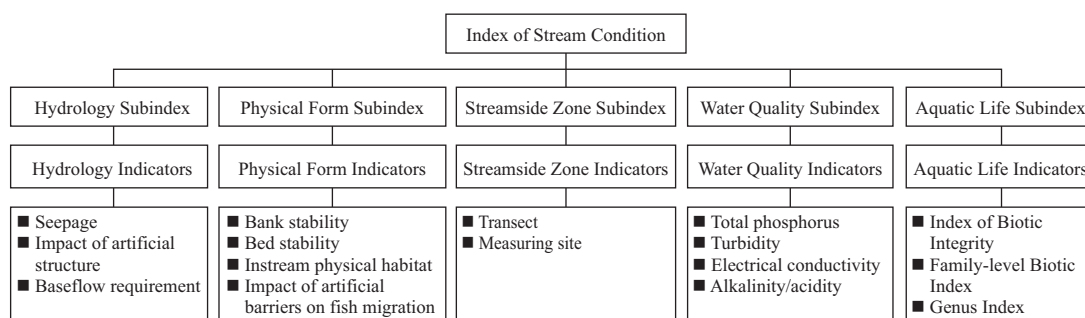 Index of Stream Condition
Hydrology Subindex
Physical Form Subindex
Streamside Zone Subindex
Water Quality Subindex
Aquatic Life Subindex
Hydrology Indicators
Physical Form Indicators
Streamside Zone Indicators
Water Quality Indicators
Aquatic Life Indicators
■ Seepage
■ Impact of artificial
structure
■ Baseflow requirement
■ Bank stability
■ Bed stability
■ Instream physical habitat
■ Impact of artificial
barriers on fish migration
■ Transect
■ Measuring site
■ Total phosphorus
■ Turbidity
■ Electrical conductivity
■ Alkalinity/acidity
■ Index of Biotic
Integrity
■ Family-level Biotic
Index
■ Genus Index